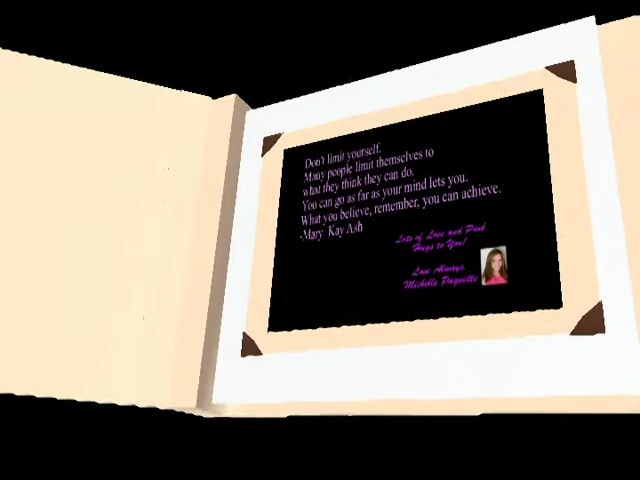 Don't limit yourself.
Many people limit themselves to
what they think they can do.
You can go as far as your mind lets you.
What you believe, remember, you can achieve.
-Mary Kay Ash
Lots of Love and Pink
Hugs to You!
Love Always,
Michelle Paquette